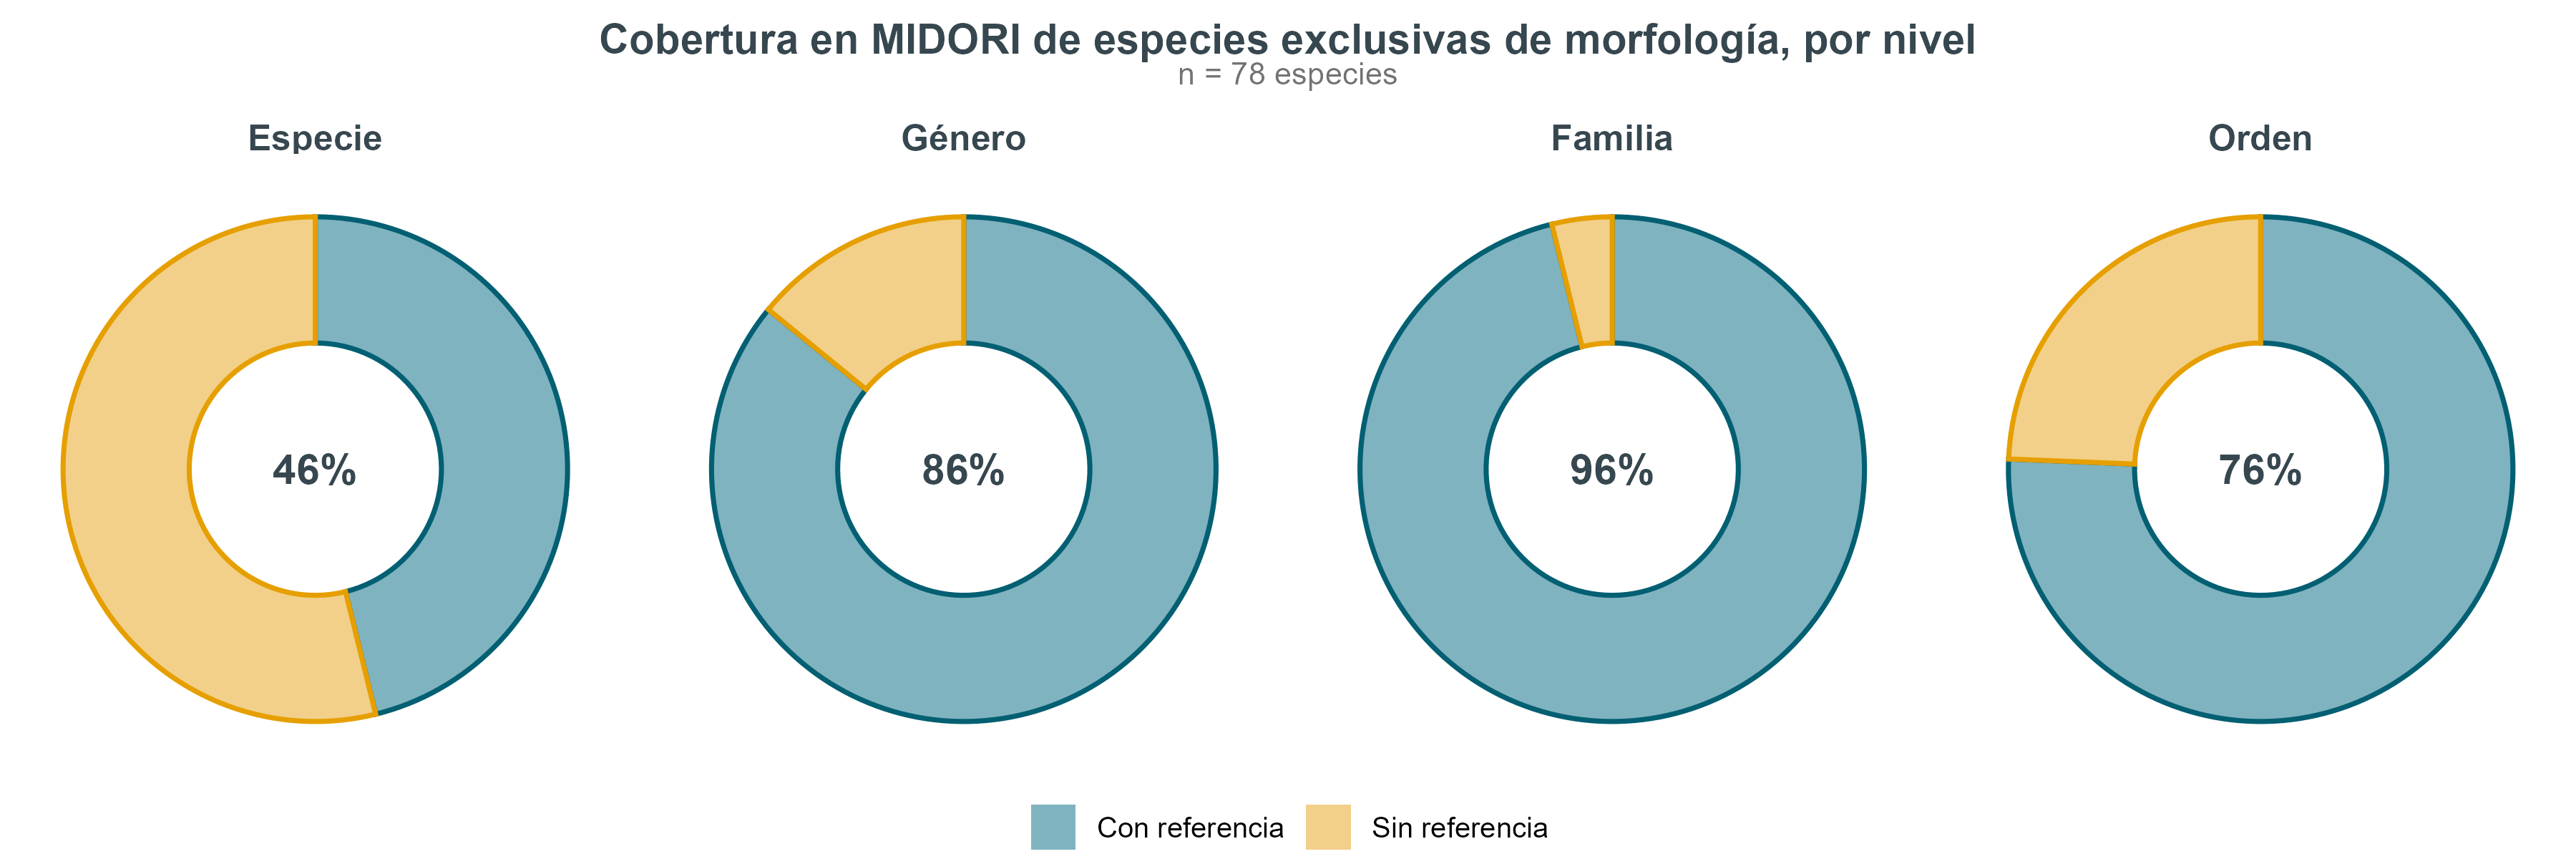 Cobertura en MIDORI de especies exclusivas de morfología, por nivel
n = 78 especies
Especie
Género
Familia
Orden
46%
86%
96%
76%
Con referencia
Sin referencia